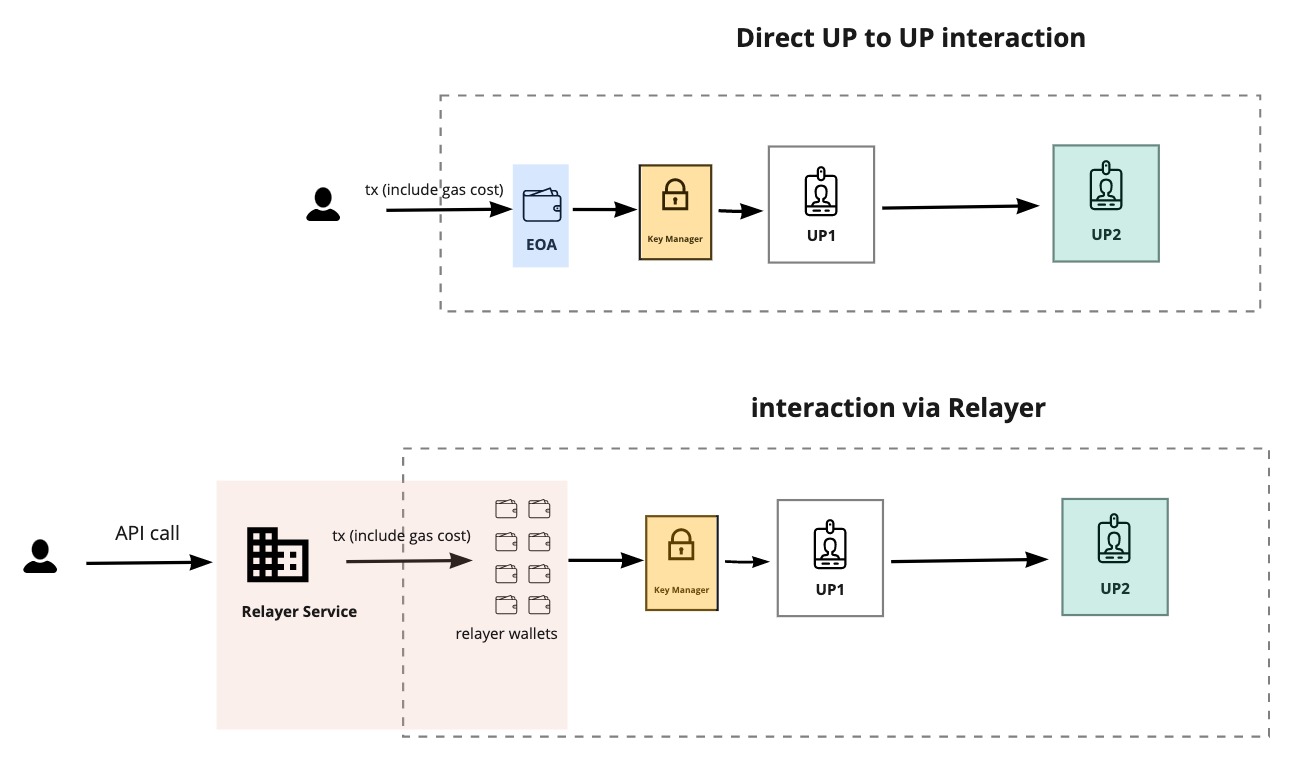 Direct UP to UP interaction
tx (include gas cost)
EOA
Key Manager
UP1
UP2
interaction via Relayer
API call
Relayer Service
tx (include gas cost)
relayer wallets
Key Manager
UP1
UP2